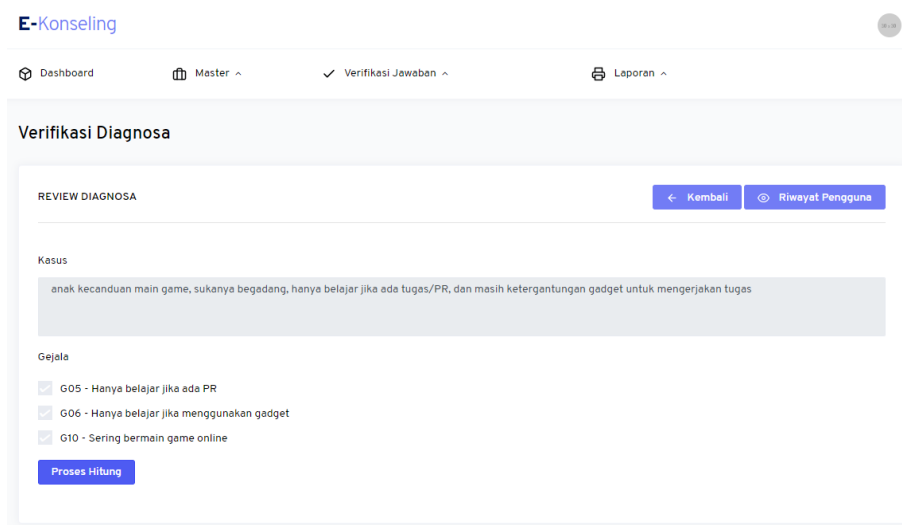 E-Konseling
Dashboard
Master
Verifikasi Jawaban
Laporan
Verifikasi Diagnosa
REVIEW DIAGNOSA
Kembali
Riwayat Pengguna
Kasus
anak kecanduan main game, sukanya begadang, hanya belajar jika ada tugas/PR, dan masih ketergantungan gadget untuk mengerjakan tugas
Gejala
G05 - Hanya belajar jika ada PR
G06 - Hanya belajar jika menggunakan gadget
G10 - Sering bermain game online
Proses Hitung